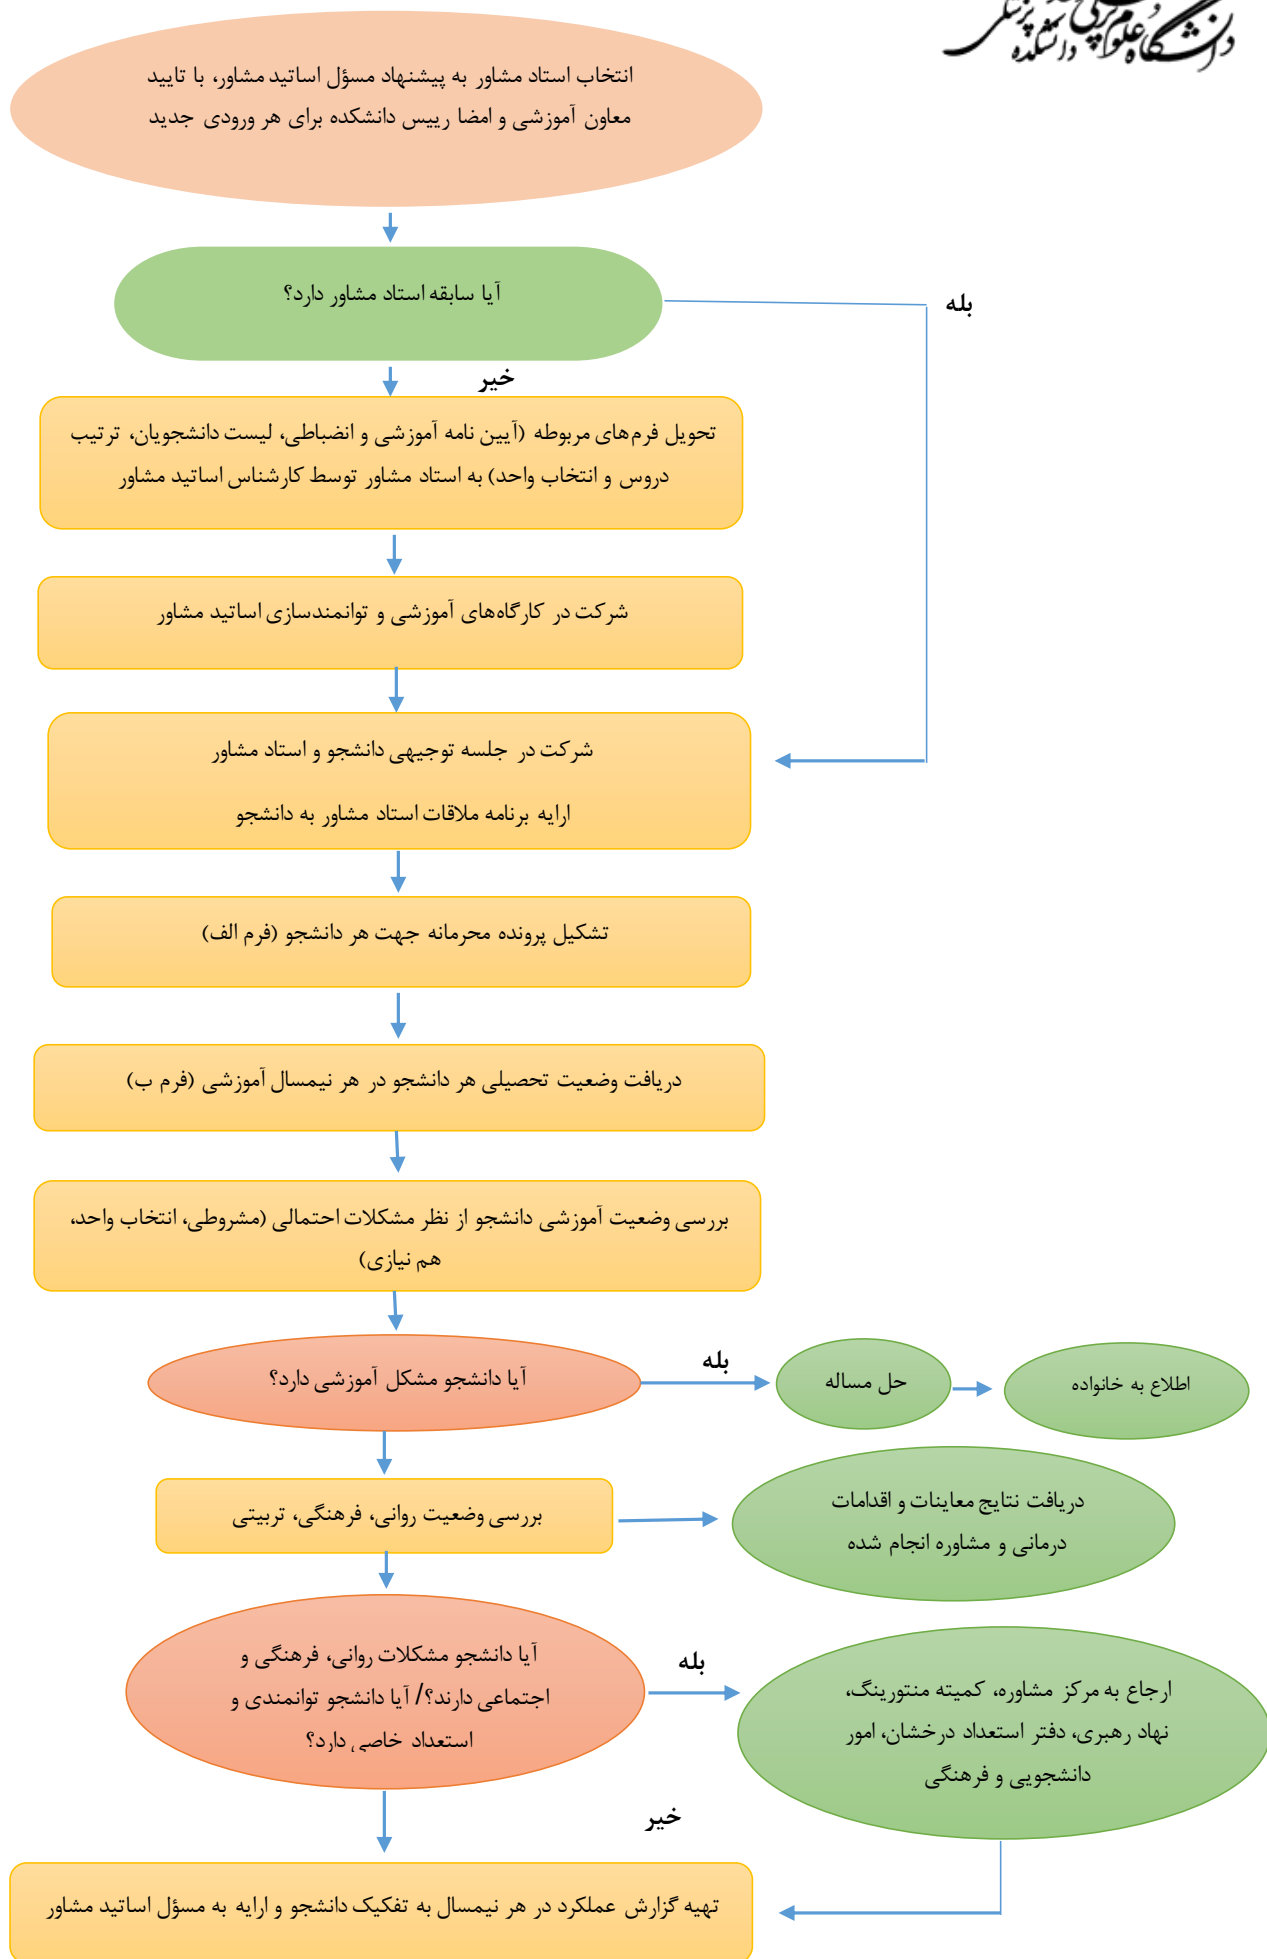 دانشگاه علوم پزشکی
دانشکده پزشکی
انتخاب استاد مشاور به پیشنهاد مسؤل اساتید مشاور، با تایید
معاون آموزشی و امضا رییس دانشکده برای هر ورودی جدید
آیا سابقه استاد مشاور دارد؟
بله
خیر
تحویل فرم‌های مربوطه (آیین نامه آموزشی و انضباطی، لیست دانشجویان، ترتیب
دروس و انتخاب واحد) به استاد مشاور توسط کارشناس اساتید مشاور
شرکت در کارگاه‌های آموزشی و توانمندسازی اساتید مشاور
شرکت در جلسه توجیهی دانشجو و استاد مشاور
ارایه برنامه ملاقات استاد مشاور به دانشجو
تشکیل پرونده محرمانه جهت هر دانشجو (فرم الف)
دریافت وضعیت تحصیلی هر دانشجو در هر نیمسال آموزشی (فرم ب)
بررسی وضعیت آموزشی دانشجو از نظر مشکلات احتمالی (مشروطی، انتخاب واحد،
هم نیازی)
آیا دانشجو مشکل آموزشی دارد؟
بله
حل مساله
اطلاع به خانواده
بررسی وضعیت روانی، فرهنگی، تربیتی
دریافت نتایج معاینات و اقدامات
درمانی و مشاوره انجام شده
آیا دانشجو مشکلات روانی، فرهنگی و
اجتماعی دارند؟/ آیا دانشجو توانمندی و
استعداد خاصی دارد؟
بله
ارجاع به مرکز مشاوره، کمیته منتورینگ،
نهاد رهبری، دفتر استعداد درخشان، امور
دانشجویی و فرهنگی
خیر
تهیه گزارش عملکرد در هر نیمسال به تفکیک دانشجو و ارایه به مسؤل اساتید مشاور